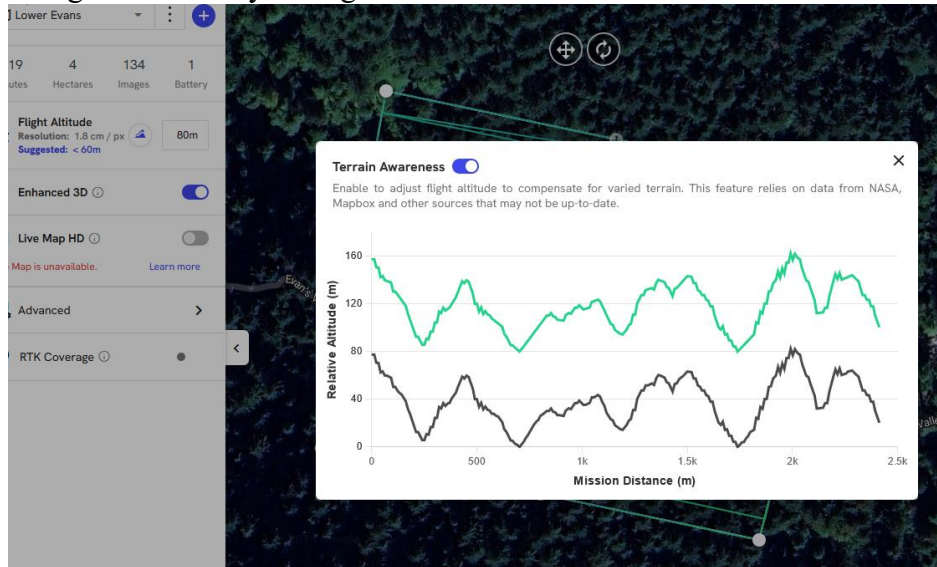 Lower Evans
19 4 134 1
utes Hectares Images Battery
Flight Altitude
Resolution: 1.8 cm / px
80m
Suggested: < 60m
Enhanced 3D
Live Map HD
Map is unavailable. Learn more
Advanced
RTK Coverage
Terrain Awareness
Enable to adjust flight altitude to compensate for varied terrain. This feature relies on data from NASA,
Mapbox and other sources that may not be up-to-date.
Relative Altitude (m)
160
120
80
40
0
0 500 1k 1.5k 2k 2.5k
Mission Distance (m)
Evan's
Valle